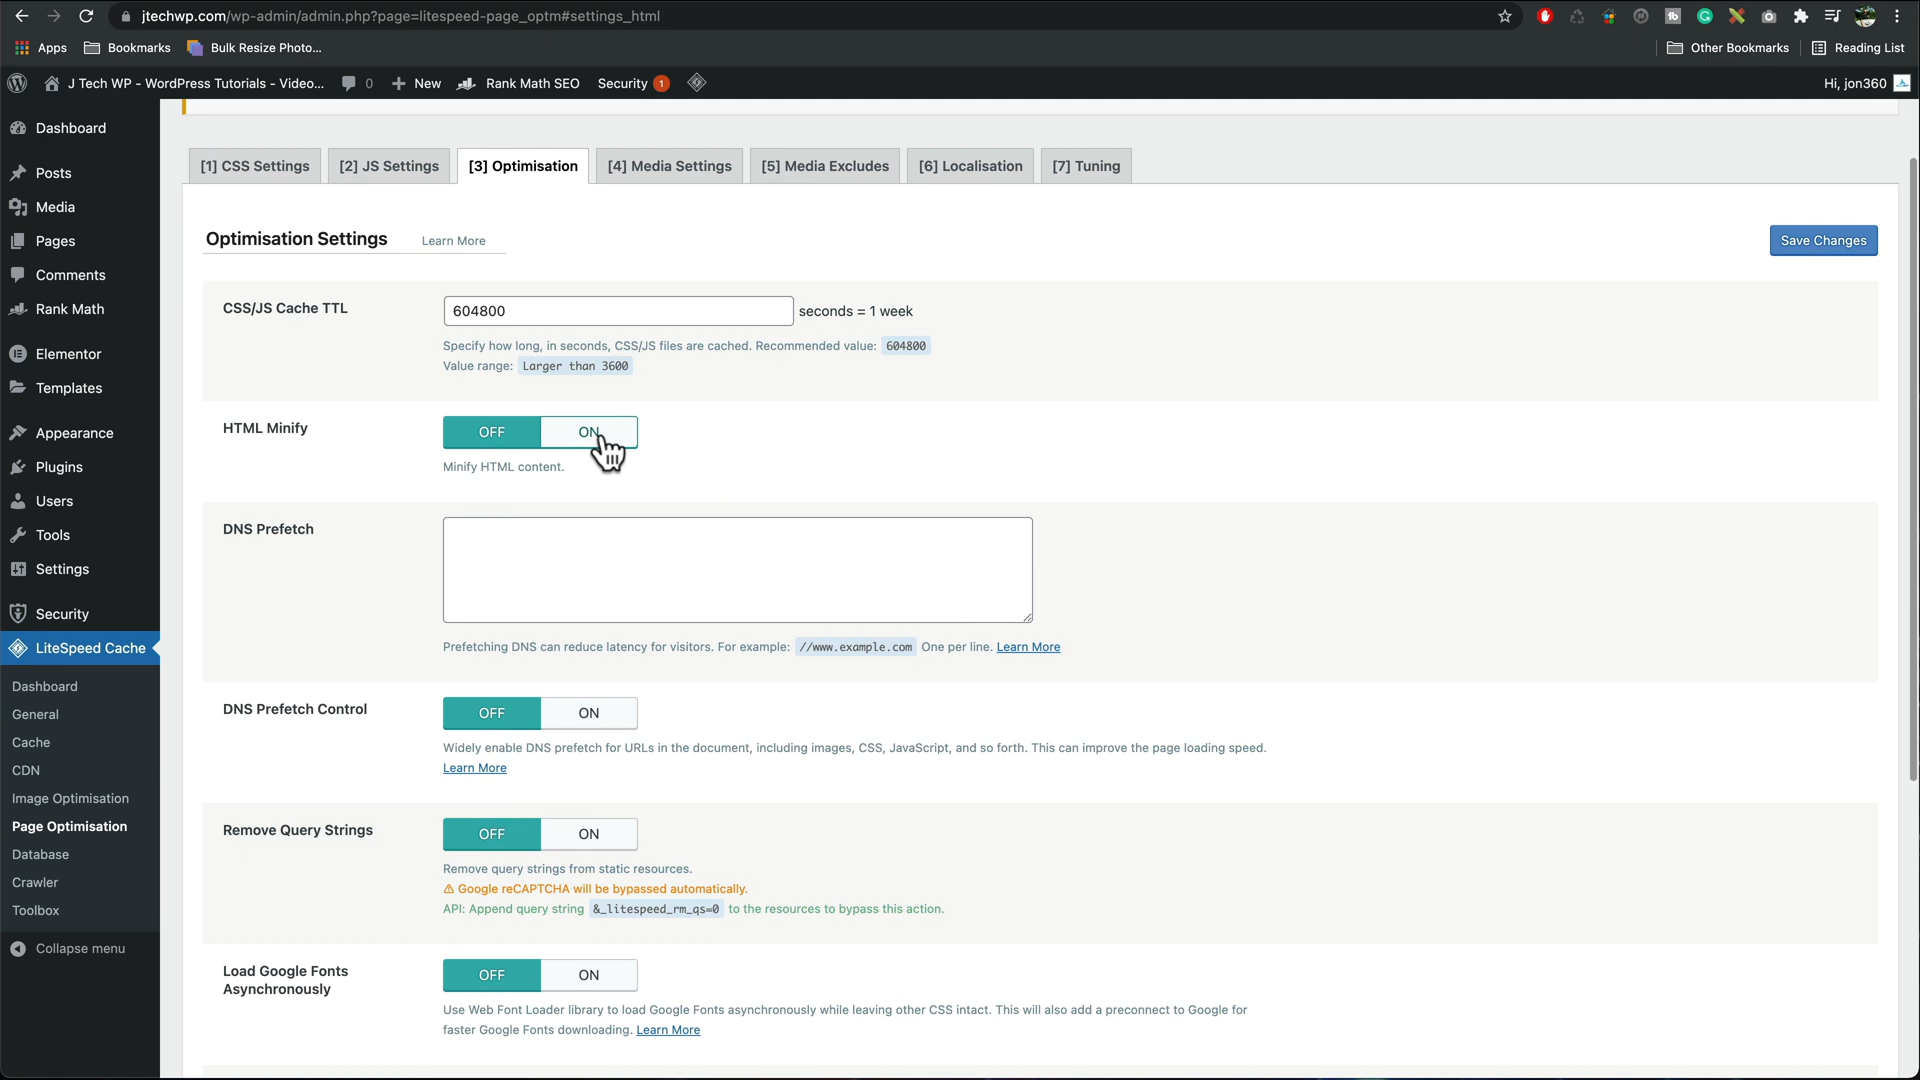 jtechwp.com/wp-admin/admin.php?page=litespeed-page_optm#settings_html
Apps
Bookmarks
Bulk Resize Photo...
Other Bookmarks
Reading List
J Tech WP - WordPress Tutorials - Video...
0
New
Rank Math SEO
Security 1
Hi, jon360
Dashboard
Posts
Media
Pages
Comments
Rank Math
Elementor
Templates
Appearance
Plugins
Users
Tools
Settings
Security
LiteSpeed Cache
Dashboard
General
Cache
CDN
Image Optimisation
Page Optimisation
Database
Crawler
Toolbox
Collapse menu
[1] CSS Settings
[2] JS Settings
[3] Optimisation
[4] Media Settings
[5] Media Excludes
[6] Localisation
[7] Tuning
Optimisation Settings
Learn More
Save Changes
CSS/JS Cache TTL
604800 seconds = 1 week
Specify how long, in seconds, CSS/JS files are cached. Recommended value: 604800
Value range: Larger than 3600
HTML Minify
OFF ON
Minify HTML content.
DNS Prefetch
Prefetching DNS can reduce latency for visitors. For example: //www.example.com One per line. Learn More
DNS Prefetch Control
OFF ON
Widely enable DNS prefetch for URLs in the document, including images, CSS, JavaScript, and so forth. This can improve the page loading speed.
Learn More
Remove Query Strings
OFF ON
Remove query strings from static resources.
⚠ Google reCAPTCHA will be bypassed automatically.
API: Append query string &_litespeed_rm_qs=0 to the resources to bypass this action.
Load Google Fonts
Asynchronously
OFF ON
Use Web Font Loader library to load Google Fonts asynchronously while leaving other CSS intact. This will also add a preconnect to Google for
faster Google Fonts downloading. Learn More